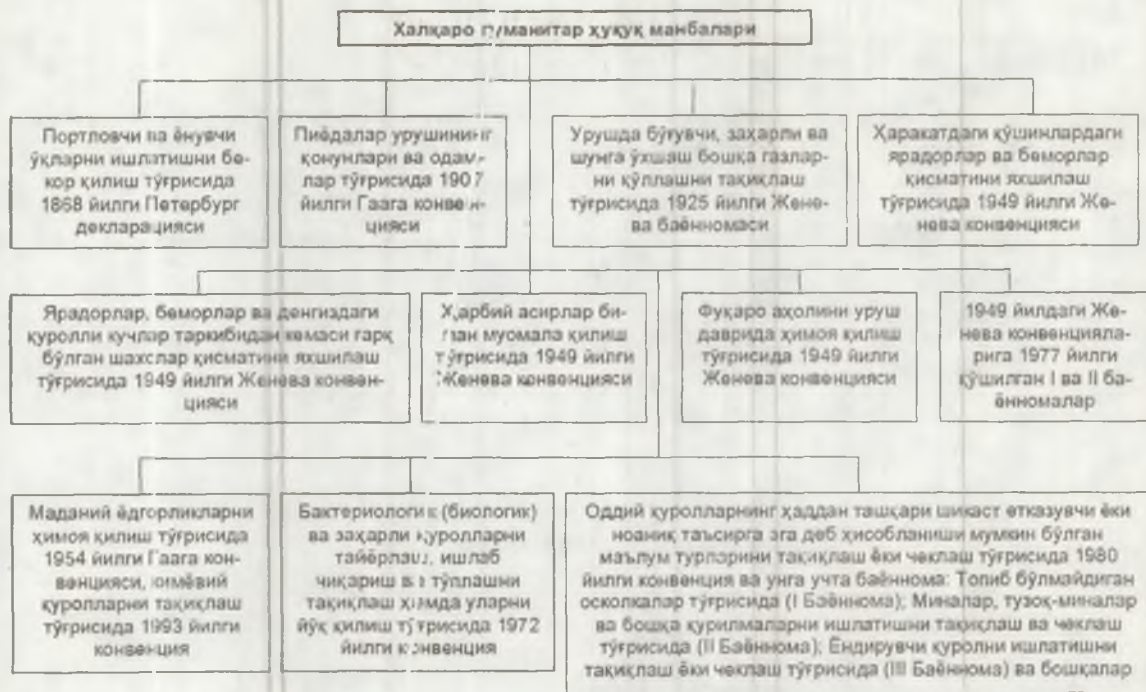 Халқаро гуманитар ҳуқуқ манбалари
Портловчи ва ёнувчи
ўқларни ишлатишни бе-
кор қилиш тўғрисида
1868 йилги Петербург
декларацияси
Пиёдалар урушининг
қонунлари ва одам-
лар тўғрисида 1907
йилги Гаага конвен-
цияси
Урушда бўғувчи, заҳарли ва
шунга ўхшаш бошқа газлар-
ни қўллашни тақиқлаш
тўғрисида 1925 йилги Жене-
ва баённомаси
Ҳаракатдаги қўшинлардаги
ярадорлар ва беморлар
қисматини яхшилаш
тўғрисида 1949 йилги Же-
нева конвенцияси
Ярадорлар, беморлар ва денгиздаги
қуролли кучлар таркибидан кемаси ғарқ
бўлган шахслар қисматини яхшилаш
тўғрисида 1949 йилги Женева конвен-
цияси
Ҳарбий асирлар би-
лан муомала қилиш
тўғрисида 1949 йилги
Женева конвенцияси
Фуқаро аҳолини уруш
даврида ҳимоя қилиш
тўғрисида 1949 йилги
Женева конвенцияси
1949 йилдаги Же-
нева конвенцияла-
рига 1977 йилги
қўшилган I ва II ба-
ённомалар
Маданий ёдгорликларни
ҳимоя қилиш тўғрисида
1954 йилги Гаага кон-
венцияси, кимёвий
қуролларни тақиқлаш
тўғрисида 1993 йилги
конвенция
Бактериологик (биологик)
ва заҳарли қуролларни
тайёрлаш, ишлаб
чиқариш ва тўплашни
тақиқлаш ҳамда уларни
йўқ қилиш тўғрисида 1972
йилги конвенция
Оддий қуролларнинг ҳаддан ташқари шикаст етказувчи ёки
ноаниқ таъсирга эга деб ҳисобланиши мумкин бўлган
маълум турларини тақиқлаш ёки чеклаш тўғрисида 1980
йилги конвенция ва унга учта баённома: Топиб бўлмайдиган
осколкалар тўғрисида (I Баённома); Миналар, тузоқ-миналар
ва бошқа қурилмаларни ишлатишни тақиқлаш ва чеклаш
тўғрисида (II Баённома); Ёндирувчи қуролни ишлатишни
тақиқлаш ёки чеклаш тўғрисида (III Баённома) ва бошқалар